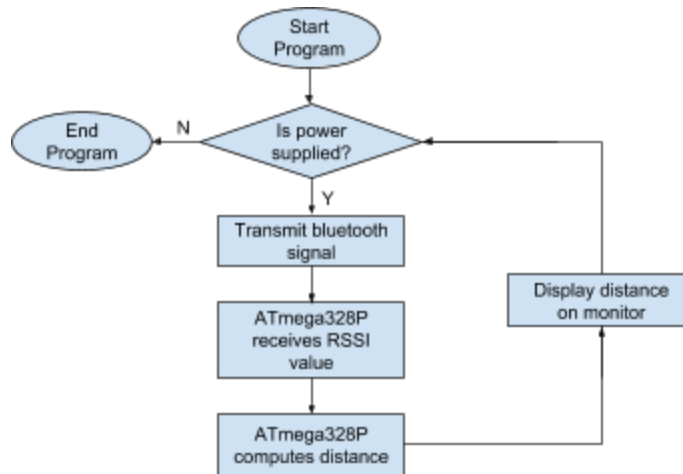 Start
Program
Is power
supplied?
N
End
Program
Y
Transmit bluetooth
signal
ATmega328P
receives RSSI
value
ATmega328P
computes distance
Display distance
on monitor